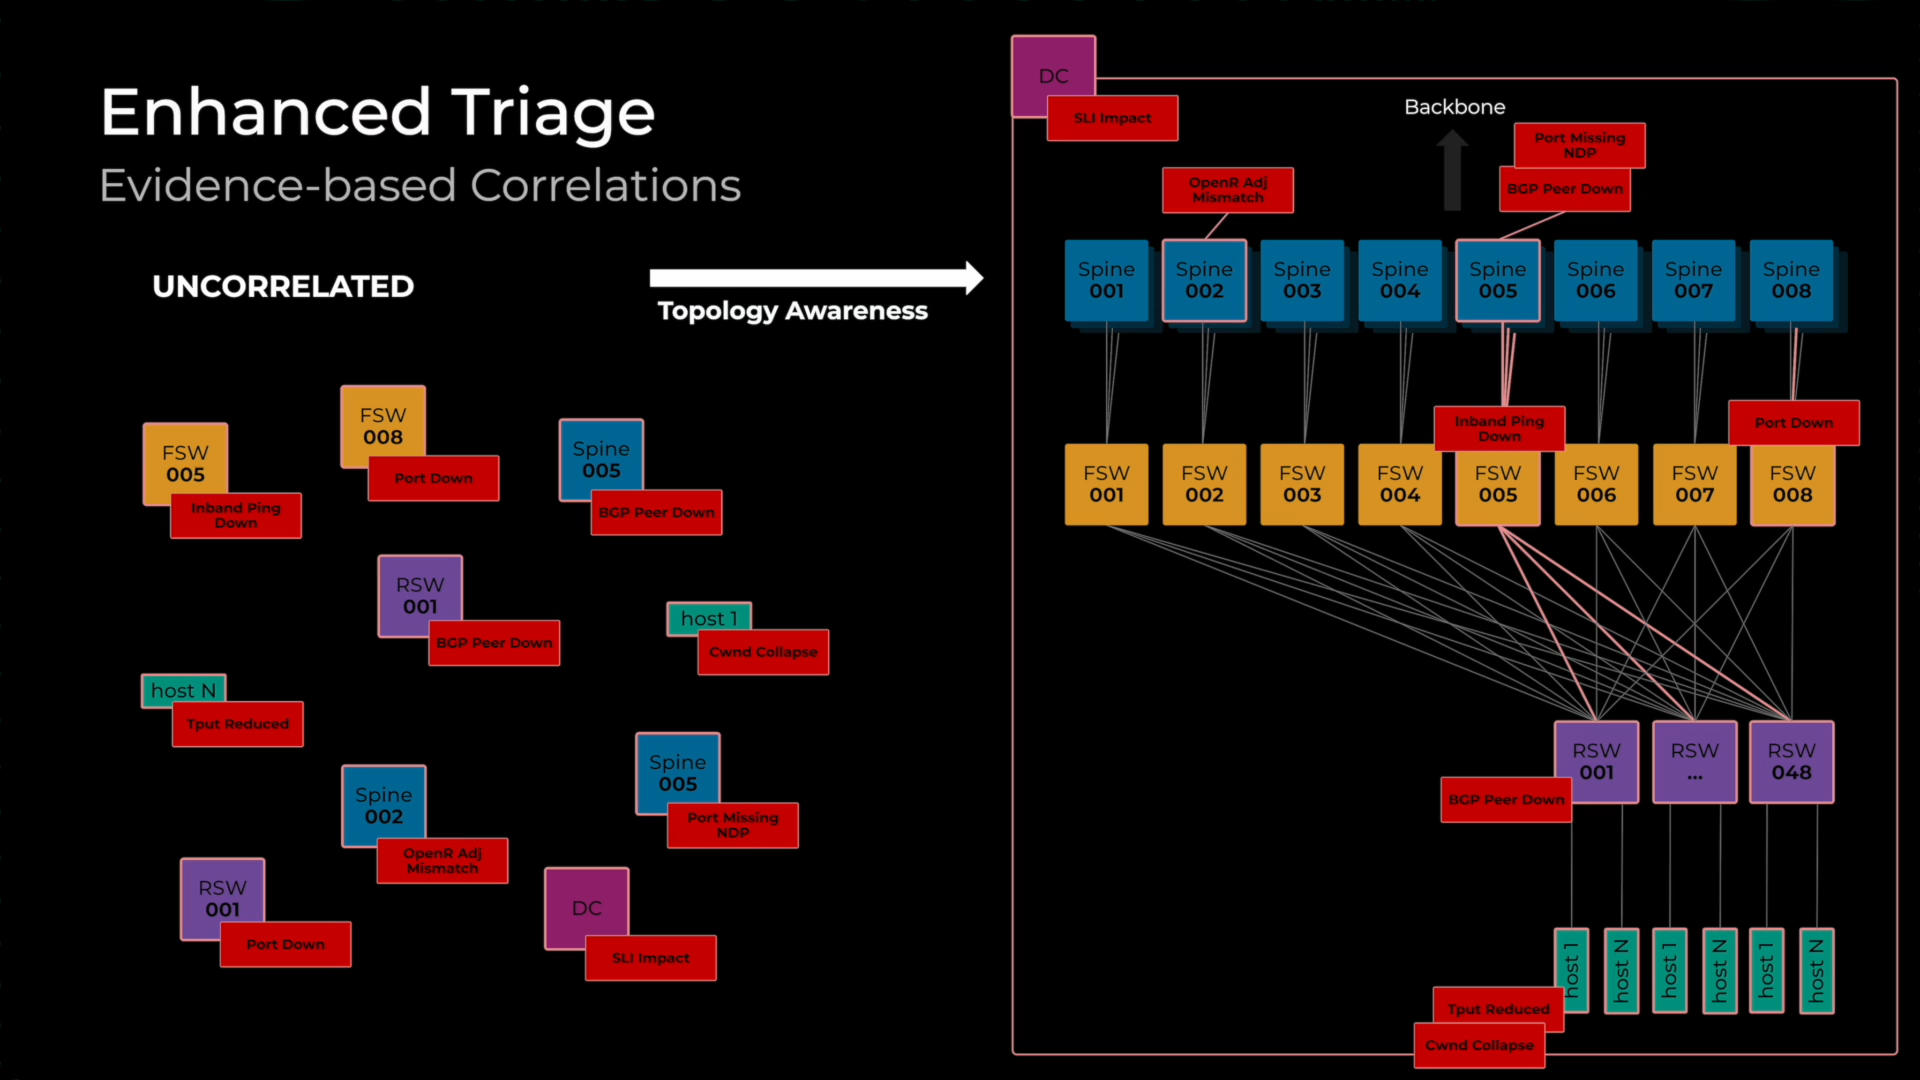 Enhanced Triage
Evidence-based Correlations
UNCORRELATED
Topology Awareness
FSW
005
Inband Ping
Down
FSW
008
Port Down
Spine
005
BGP Peer Down
RSW
001
BGP Peer Down
host 1
Cwnd Collapse
host N
Tput Reduced
Spine
002
OpenR Adj
Mismatch
Spine
005
Port Missing
NDP
RSW
001
Port Down
DC
SLI Impact
DC
SLI Impact
Backbone
OpenR Adj
Mismatch
Port Missing
NDP
BGP Peer Down
Spine
001
Spine
002
Spine
003
Spine
004
Spine
005
Spine
006
Spine
007
Spine
008
Inband Ping
Down
Port Down
FSW
001
FSW
002
FSW
003
FSW
004
FSW
005
FSW
006
FSW
007
FSW
008
RSW
001
RSW
...
RSW
048
BGP Peer Down
host 1
host N
host 1
host N
host 1
host N
Tput Reduced
Cwnd Collapse